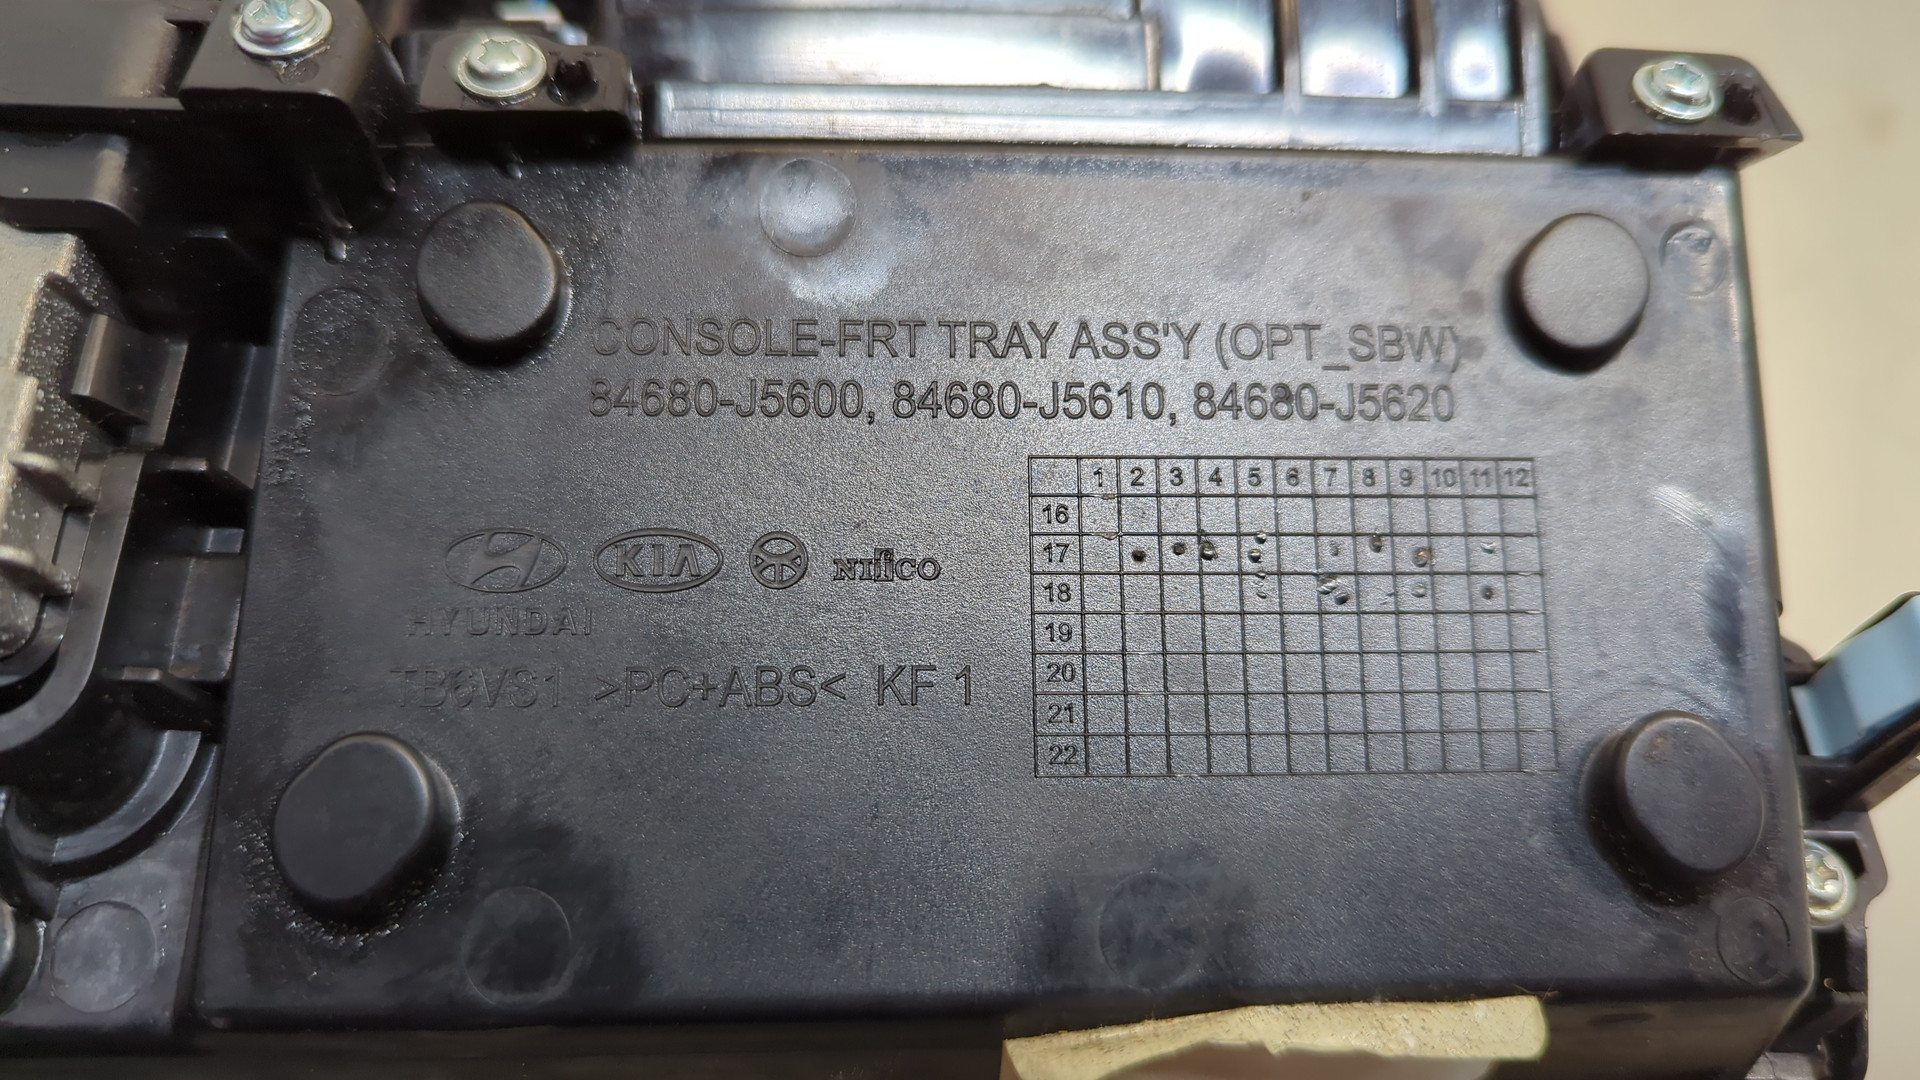 CONSOLE-FRT TRAY ASS'Y (OPT_SBW)
84680-J5600, 84680-J5610, 84680-J5620
1 2 3 4 5 6 7 8 9 10 11 12
16
17
18
19
20
21
22
KIA NIFCO
HYUNDAI
TB6VS1 >PC+ABS< KF 1